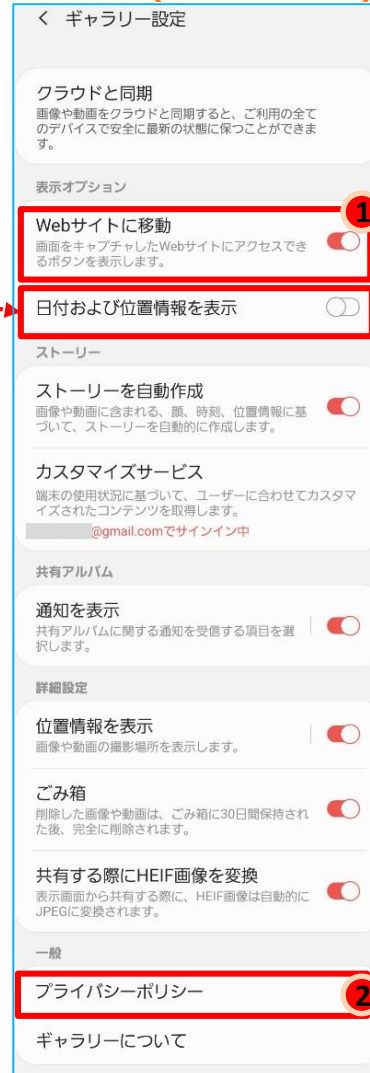 ギャラリー設定
クラウドと同期
画像や動画をクラウドと同期すると、ご利用の全て
のデバイスで安全に最新の状態に保つことができま
す。
表示オプション
1
Webサイトに移動
画面をキャプチャしたWebサイトにアクセスでき
るボタンを表示します。
日付および位置情報を表示
ストーリー
ストーリーを自動作成
画像や動画に含まれる、顔、時刻、位置情報に基
づいて、ストーリーを自動的に作成します。
カスタマイズサービス
端末の使用状況に基づいて、ユーザーに合わせてカスタマ
イズされたコンテンツを取得します。
@gmail.comでサインイン中
共有アルバム
通知を表示
共有アルバムに関する通知を受信する項目を選
択します。
詳細設定
位置情報を表示
画像や動画の撮影場所を表示します。
ごみ箱
削除した画像や動画は、ごみ箱に30日間保持され
た後、完全に削除されます。
共有する際にHEIF画像を変換
表示画面から共有する際に、HEIF画像は自動的に
JPEGに変換されます。
一般
プライバシーポリシー
2
ギャラリーについて